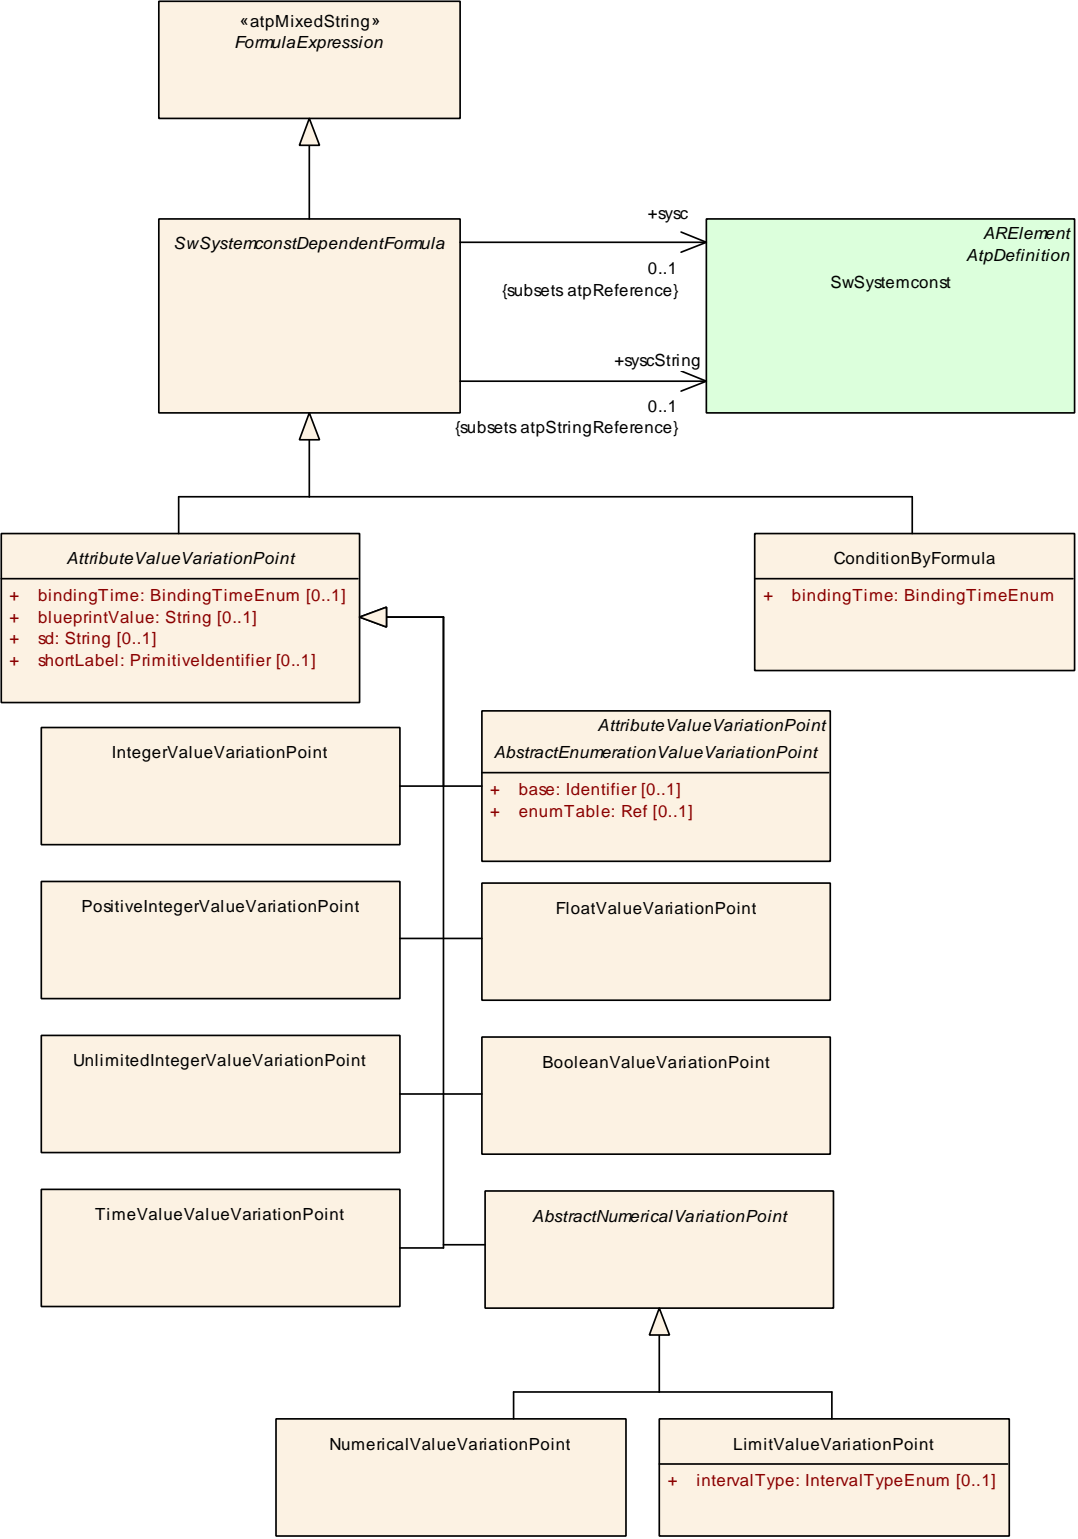 «atpMixedString»
FormulaExpression
SwSystemconstDependentFormula
+sysc
0..1
{subsets atpReference}
ARElement
AtpDefinition
SwSystemconst
+syscString
0..1
{subsets atpStringReference}
AttributeValueVariationPoint
+ bindingTime: BindingTimeEnum [0..1]
+ blueprintValue: String [0..1]
+ sd: String [0..1]
+ shortLabel: PrimitiveIdentifier [0..1]
ConditionByFormula
+ bindingTime: BindingTimeEnum
IntegerValueVariationPoint
AttributeValueVariationPoint
AbstractEnumerationValueVariationPoint
+ base: Identifier [0..1]
+ enumTable: Ref [0..1]
PositiveIntegerValueVariationPoint
FloatValueVariationPoint
UnlimitedIntegerValueVariationPoint
BooleanValueVariationPoint
TimeValueValueVariationPoint
AbstractNumericalVariationPoint
NumericalValueVariationPoint
LimitValueVariationPoint
+ intervalType: IntervalTypeEnum [0..1]